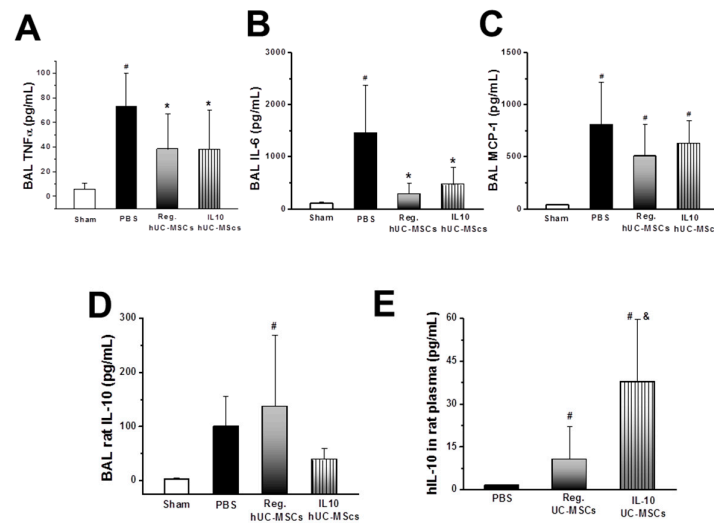 A
BAL TNFα (pg/mL)
100
80
60
40
20
0
#
*
*
Sham
PBS
Reg.
hUC-MSCs
IL10
hUC-MScs
B
BAL IL-6 (pg/mL)
3000
2000
1000
0
#
*
*
Sham
PBS
Reg.
hUC-MSCs
IL10
hUC-MScs
C
BAL MCP-1 (pg/mL)
1500
1000
500
0
#
#
#
Sham
PBS
Reg.
hUC-MSCs
IL10
hUC-MSc
D
BAL rat IL-10 (pg/mL)
300
200
100
0
#
Sham
PBS
Reg.
hUC-MSCs
IL10
hUC-MScs
E
hIL-10 in rat plasma (pg/mL)
60
45
30
15
0
#
# &
PBS
Reg.
UC-MSCs
IL-10
UC-MSCs